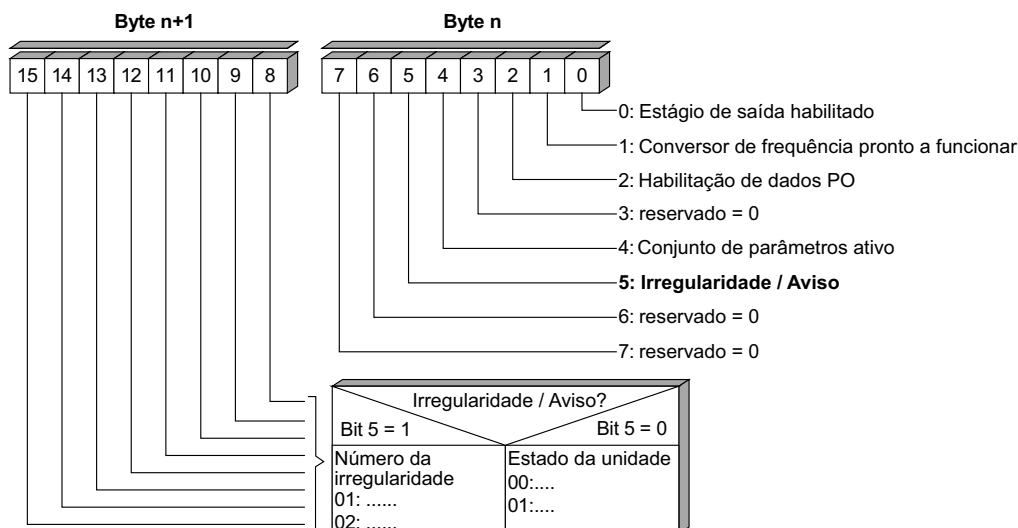 Byte n+1
Byte n
15 14 13 12 11 10 9 8
7 6 5 4 3 2 1 0
0: Estágio de saída habilitado
1: Conversor de frequência pronto a funcionar
2: Habilitação de dados PO
3: reservado = 0
4: Conjunto de parâmetros ativo
5: Irregularidade / Aviso
6: reservado = 0
7: reservado = 0
Irregularidade / Aviso?
Bit 5 = 1
Bit 5 = 0
Número da
irregularidade
01: ......
02: ......
Estado da unidade
00:....
01:....